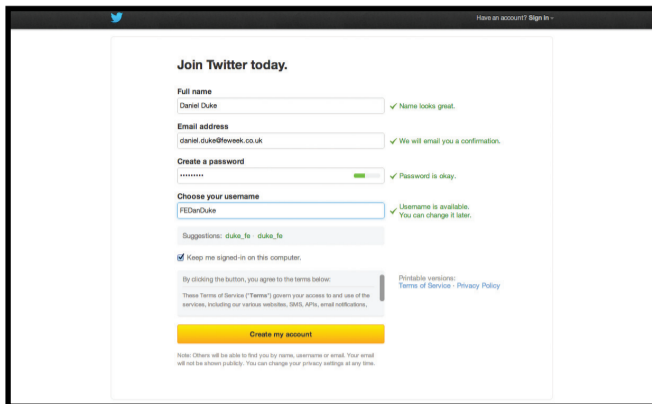 Have an account? Sign in
Join Twitter today.
Full name
Daniel Duke
Name looks great.
Email address
daniel.duke@feweek.co.uk
We will email you a confirmation.
Create a password
•••••••••
Password is okay.
Choose your username
FEDanDuke
Username is available.
You can change it later.
Suggestions: duke_fe · duke_fe
Keep me signed-in on this computer.
By clicking the button, you agree to the terms below:
These Terms of Service ("Terms") govern your access to and use of the
services, including our various websites, SMS, APIs, email notifications,
Printable versions:
Terms of Service · Privacy Policy
Create my account
Note: Others will be able to find you by name, username or email. Your email
will not be shown publicly. You can change your privacy settings at any time.